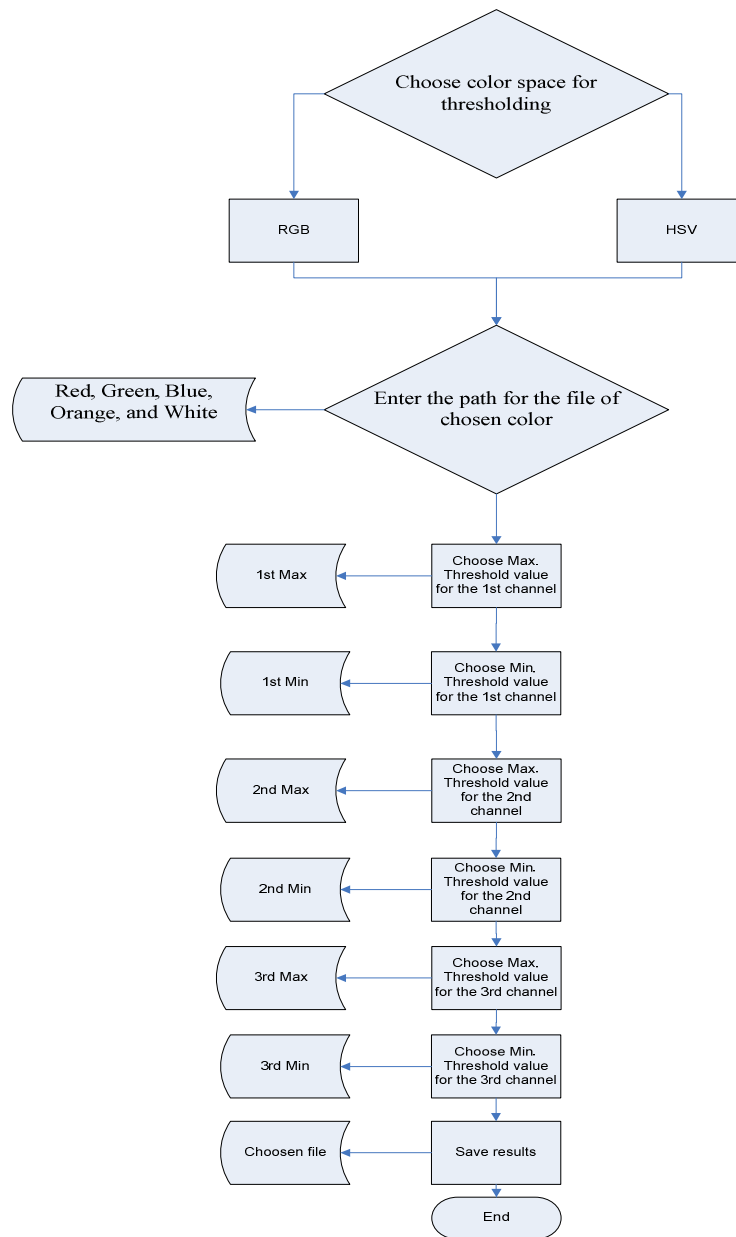 Choose color space for
thresholding
RGB
HSV
Red, Green, Blue,
Orange, and White
Enter the path for the file of
chosen color
1st Max
Choose Max.
Threshold value
for the 1st channel
1st Min
Choose Min.
Threshold value
for the 1st channel
2nd Max
Choose Max.
Threshold value
for the 2nd
channel
2nd Min
Choose Min.
Threshold value
for the 2nd
channel
3rd Max
Choose Max.
Threshold value
for the 3rd channel
3rd Min
Choose Min.
Threshold value
for the 3rd channel
Choosen file
Save results
End